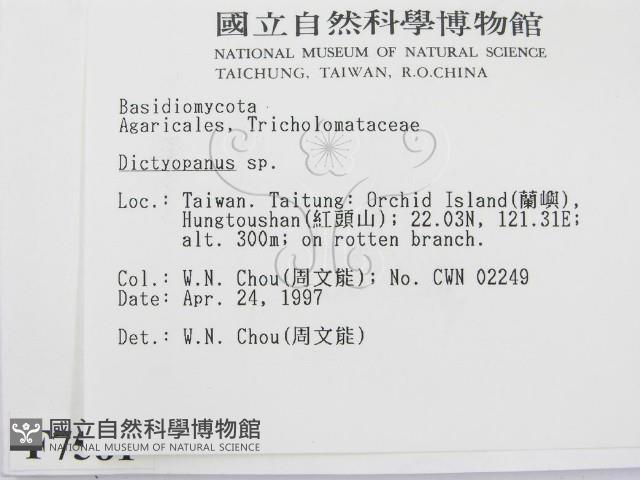 國立自然科學博物館
NATIONAL MUSEUM OF NATURAL SCIENCE
TAICHUNG, TAIWAN, R.O.CHINA
Basidiomycota
Agaricales, Tricholomataceae
Dictyopanus sp.
Loc.: Taiwan. Taitung: Orchid Island(蘭嶼),
Hungtoushan(紅頭山); 22.03N, 121.31E;
alt. 300m; on rotten branch.
Col.: W.N. Chou(周文能); No. CWN 02249
Date: Apr. 24, 1997
Det.: W.N. Chou(周文能)
國立自然科學博物館
NATIONAL MUSEUM OF NATURAL SCIENCE